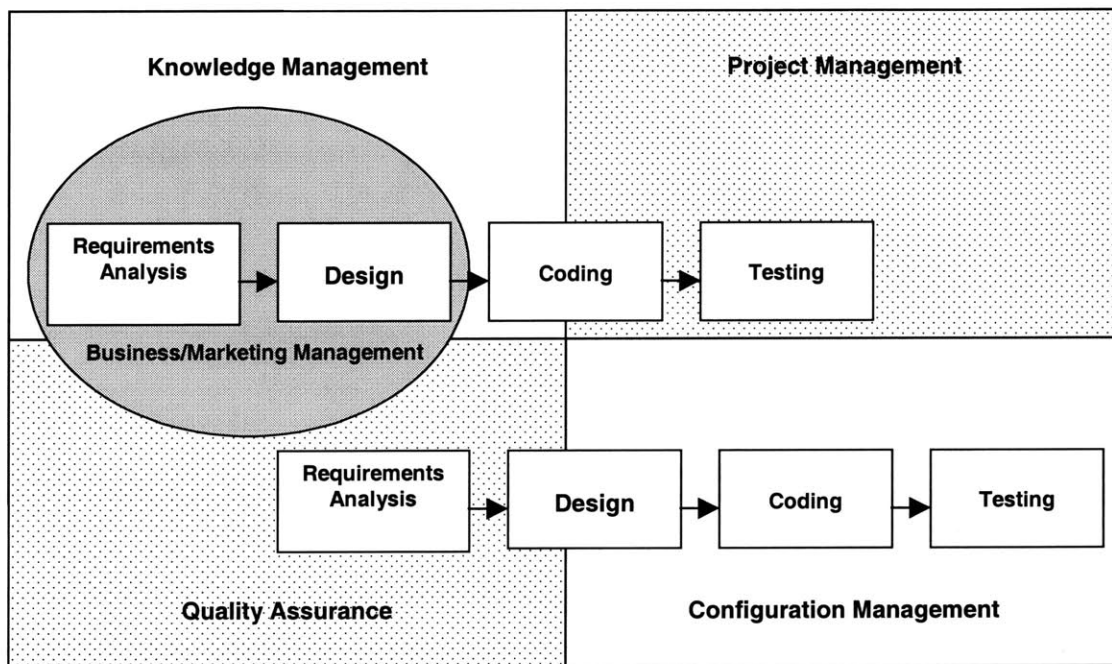 Knowledge Management
Project Management
Requirements
Analysis
Design
Coding
Testing
Business/Marketing Management
Requirements
Analysis
Design
Coding
Testing
Quality Assurance
Configuration Management